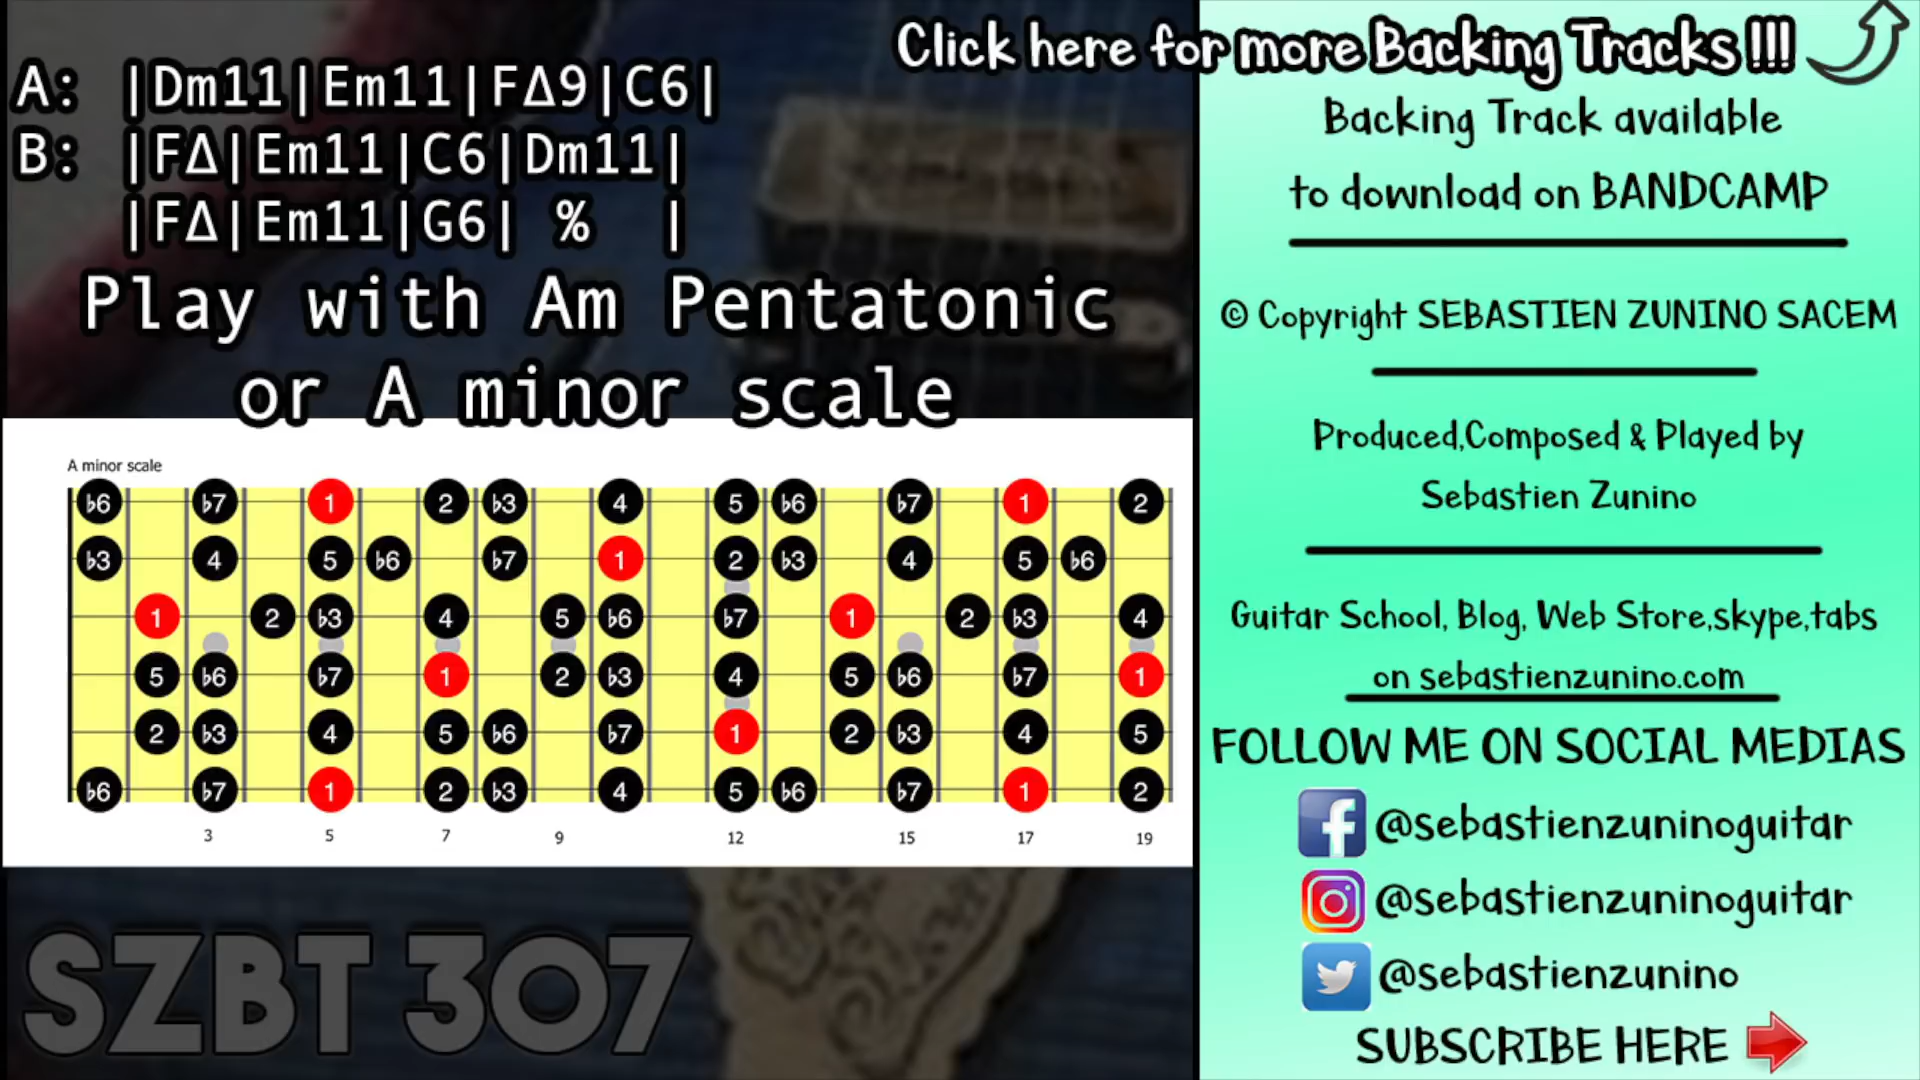 Click here for more Backing Tracks !!!
A: |Dm11|Em11|F∆9|C6|
B: |F∆|Em11|C6|Dm11|
|F∆|Em11|G6| % |
Play with Am Pentatonic
or A minor scale
A minor scale
♭6 ♭7 1 2 ♭3 4 5 ♭6 ♭7 1 2
♭3 4 5 ♭6 ♭7 1 2 ♭3 4 5 ♭6
1 2 ♭3 4 5 ♭6 ♭7 1 2 ♭3 4
5 ♭6 ♭7 1 2 ♭3 4 5 ♭6 ♭7 1
2 ♭3 4 5 ♭6 ♭7 1 2 ♭3 4 5
♭6 ♭7 1 2 ♭3 4 5 ♭6 ♭7 1 2
3 5 7 9 12 15 17 19
SZBT 307
Backing Track available
to download on BANDCAMP
© Copyright SEBASTIEN ZUNINO SACEM
Produced,Composed & Played by
Sebastien Zunino
Guitar School, Blog, Web Store,skype,tabs
on sebastienzunino.com
FOLLOW ME ON SOCIAL MEDIAS
@sebastienzuninoguitar
@sebastienzuninoguitar
@sebastienzunino
SUBSCRIBE HERE